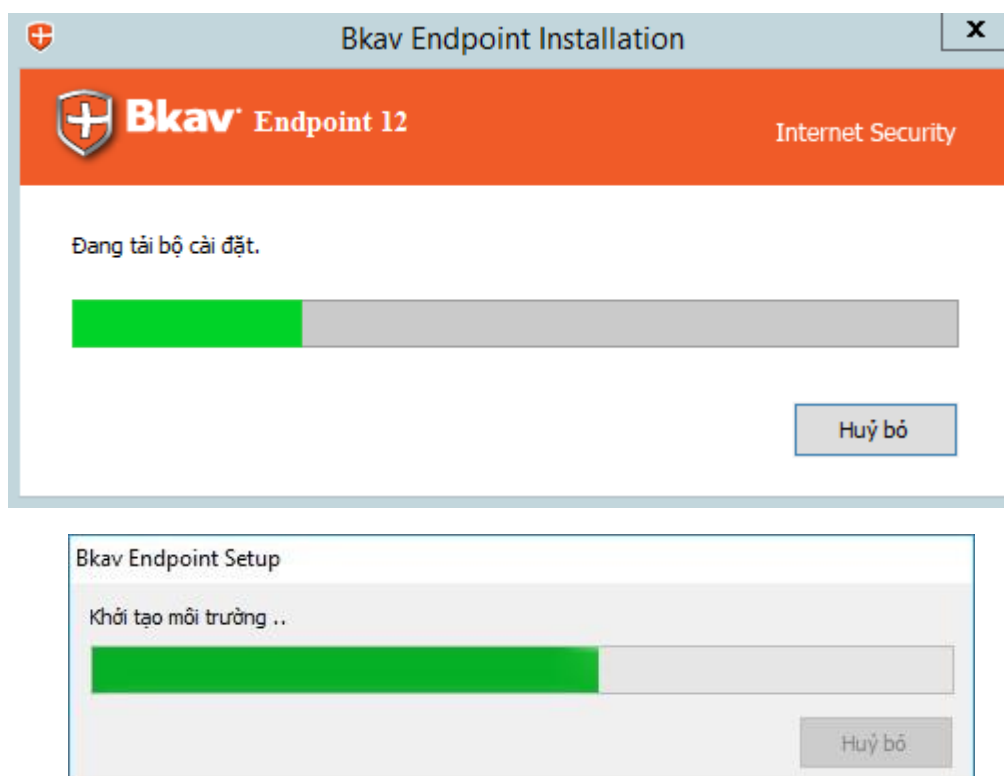 Bkav Endpoint Installation
x
Bkav Endpoint 12
Internet Security
Đang tải bộ cài đặt.
Huỷ bỏ
Bkav Endpoint Setup
Khởi tạo môi trường ..
Huỷ bỏ